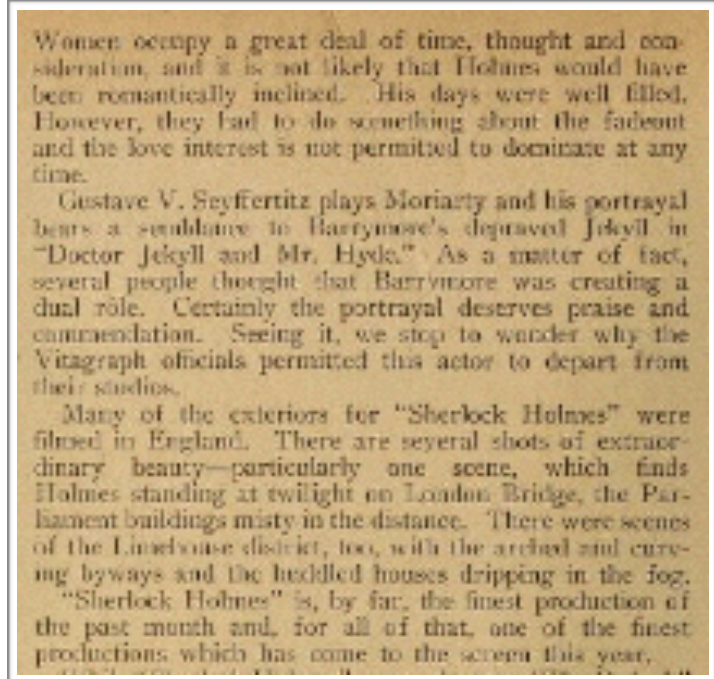 Women occupy a great deal of time, thought and con-
sideration, and it is not likely that Holmes would have
been romantically inclined. His days were well filled.
However, they had to do something about the fadeout
and the love interest is not permitted to dominate at any
time.
Gustave V. Seyffertitz plays Moriarty and his portrayal
bears a semblance to Barrymore's depraved Jekyll in
"Doctor Jekyll and Mr. Hyde." As a matter of fact,
several people thought that Barrymore was creating a
dual rôle. Certainly the portrayal deserves praise and
commendation. Seeing it, we stop to wonder why the
Vitagraph officials permitted this actor to depart from
their studios.
Many of the exteriors for "Sherlock Holmes" were
filmed in England. There are several shots of extraor-
dinary beauty—particularly one scene, which finds
Holmes standing at twilight on London Bridge, the Par-
liament buildings misty in the distance. There were scenes
of the Limehouse district, too, with the arched and curv-
ing byways and the huddled houses dripping in the fog.
"Sherlock Holmes" is, by far, the finest production of
the past month and, for all of that, one of the finest
productions which has come to the screen this year.